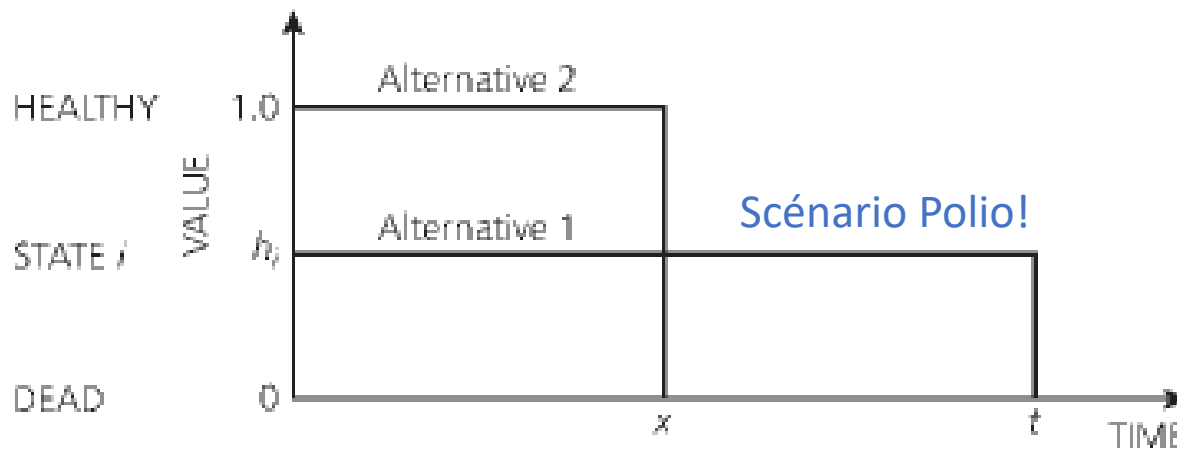 Alternative 2
HEALTHY 1.0
VALUE
Scénario Polio!
Alternative 1
STATE i hᵢ
DEAD 0
x t
TIME